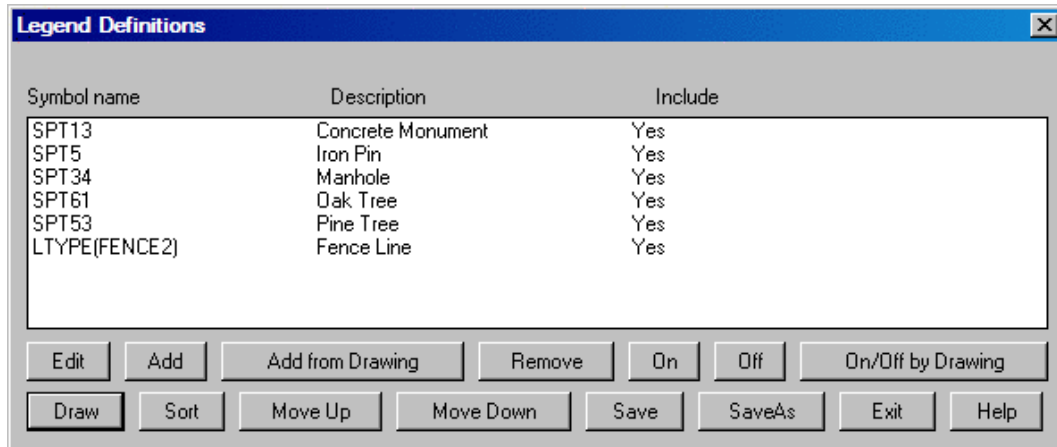 Legend Definitions
Symbol name Description Include
SPT13 Concrete Monument Yes
SPT5 Iron Pin Yes
SPT34 Manhole Yes
SPT61 Oak Tree Yes
SPT53 Pine Tree Yes
LTYPE(FENCE2) Fence Line Yes
Edit Add Add from Drawing Remove On Off On/Off by Drawing
Draw Sort Move Up Move Down Save SaveAs Exit Help